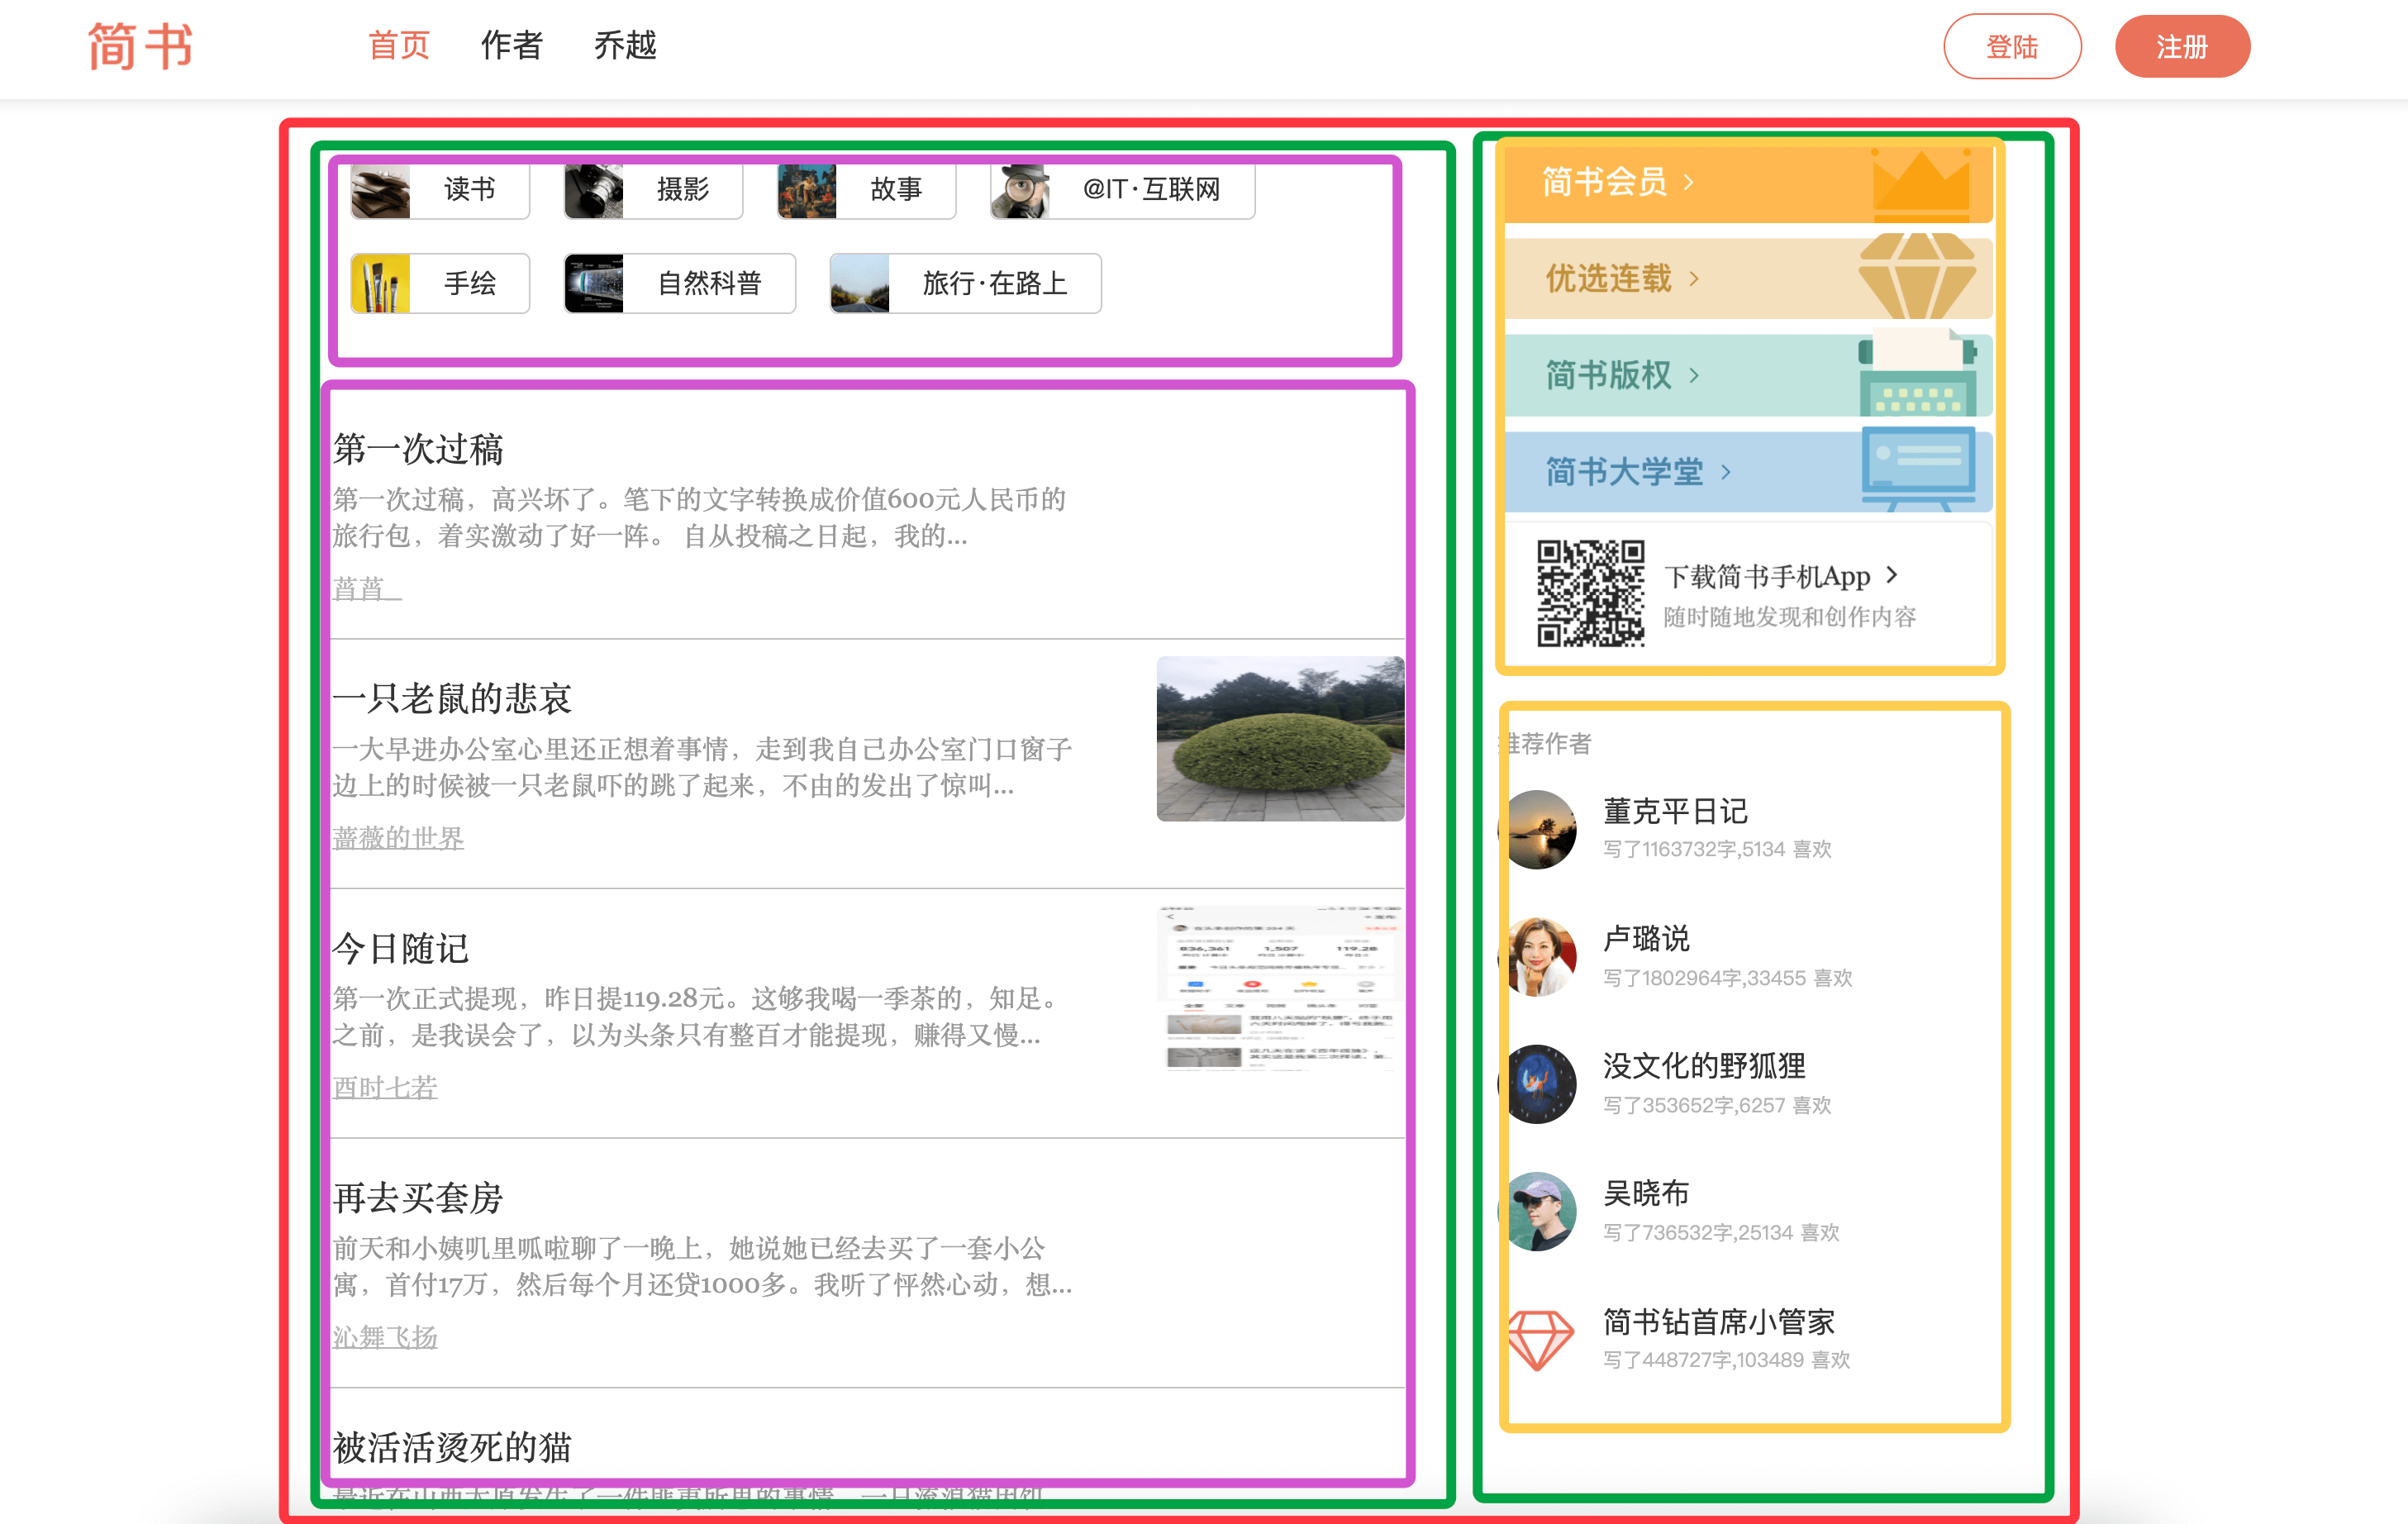 简书
首页
作者
乔越
登陆
注册
读书
摄影
故事
@IT·互联网
手绘
自然科普
旅行·在路上
第一次过稿
第一次过稿，高兴坏了。笔下的文字转换成价值600元人民币的
旅行包，着实激动了好一阵。 自从投稿之日起，我的...
菩菩_
一只老鼠的悲哀
一大早进办公室心里还正想着事情，走到我自己办公室门口窗子
边上的时候被一只老鼠吓的跳了起来，不由的发出了惊叫...
蔷薇的世界
今日随记
第一次正式提现，昨日提119.28元。这够我喝一季茶的，知足。
之前，是我误会了，以为头条只有整百才能提现，赚得又慢...
酉时七若
836,361
1,507
119.28
再去买套房
前天和小姨叽里呱啦聊了一晚上，她说她已经去买了一套小公
寓，首付17万，然后每个月还贷1000多。我听了怦然心动，想...
沁舞飞扬
被活活烫死的猫
简书会员
优选连载
简书版权
简书大学堂
下载简书手机App
随时随地发现和创作内容
推荐作者
董克平日记
写了1163732字,5134 喜欢
卢璐说
写了1802964字,33455 喜欢
没文化的野狐狸
写了353652字,6257 喜欢
吴晓布
写了736532字,25134 喜欢
简书钻首席小管家
写了448727字,103489 喜欢